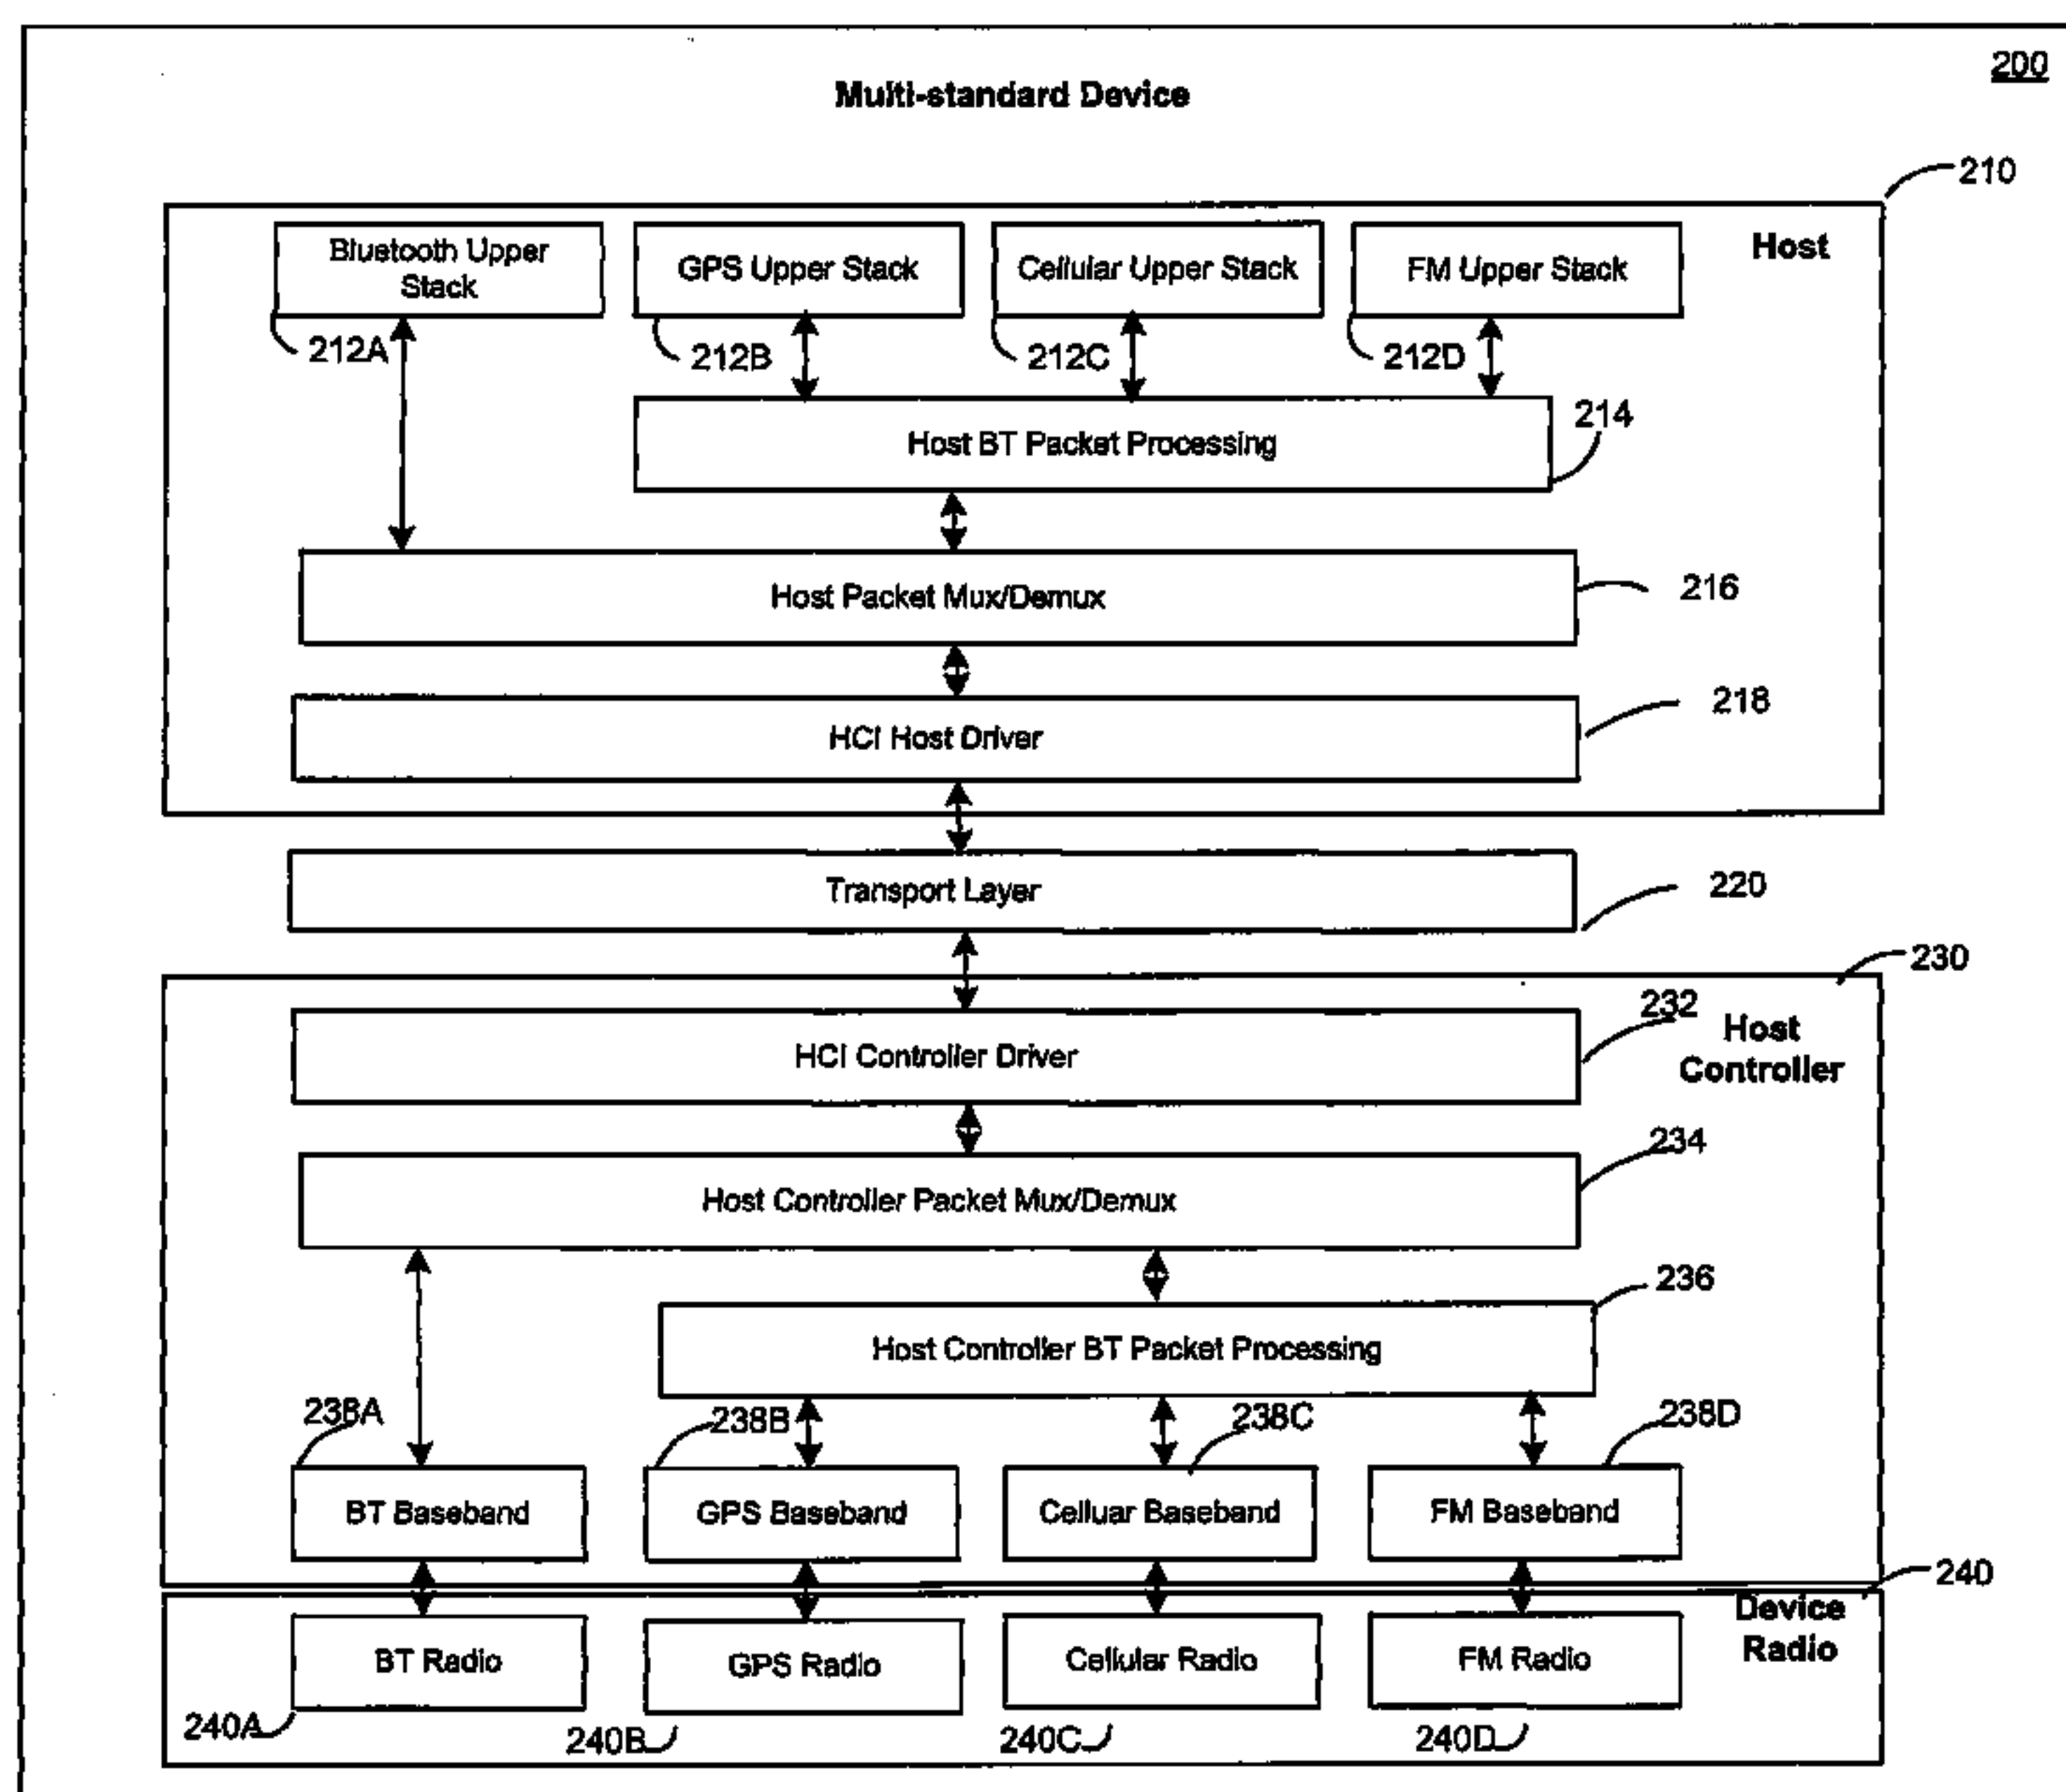 200
Multi-standard Device
210
Host
Bluetooth Upper
Stack
GPS Upper Stack
Cellular Upper Stack
FM Upper Stack
212A
212B
212C
212D
214
Host BT Packet Processing
216
Host Packet Mux/Demux
218
HCI Host Driver
220
Transport Layer
230
232
Host
Controller
HCI Controller Driver
234
Host Controller Packet Mux/Demux
236
Host Controller BT Packet Processing
238A
238B
238C
238D
BT Baseband
GPS Baseband
Celluar Baseband
FM Baseband
240
Device
Radio
BT Radio
GPS Radio
Cellular Radio
FM Radio
240A
240B
240C
240D